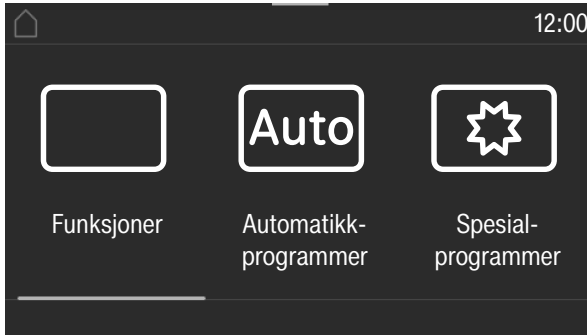 12:00
Auto
Funksjoner
Automatikk-
programmer
Spesial-
programmer